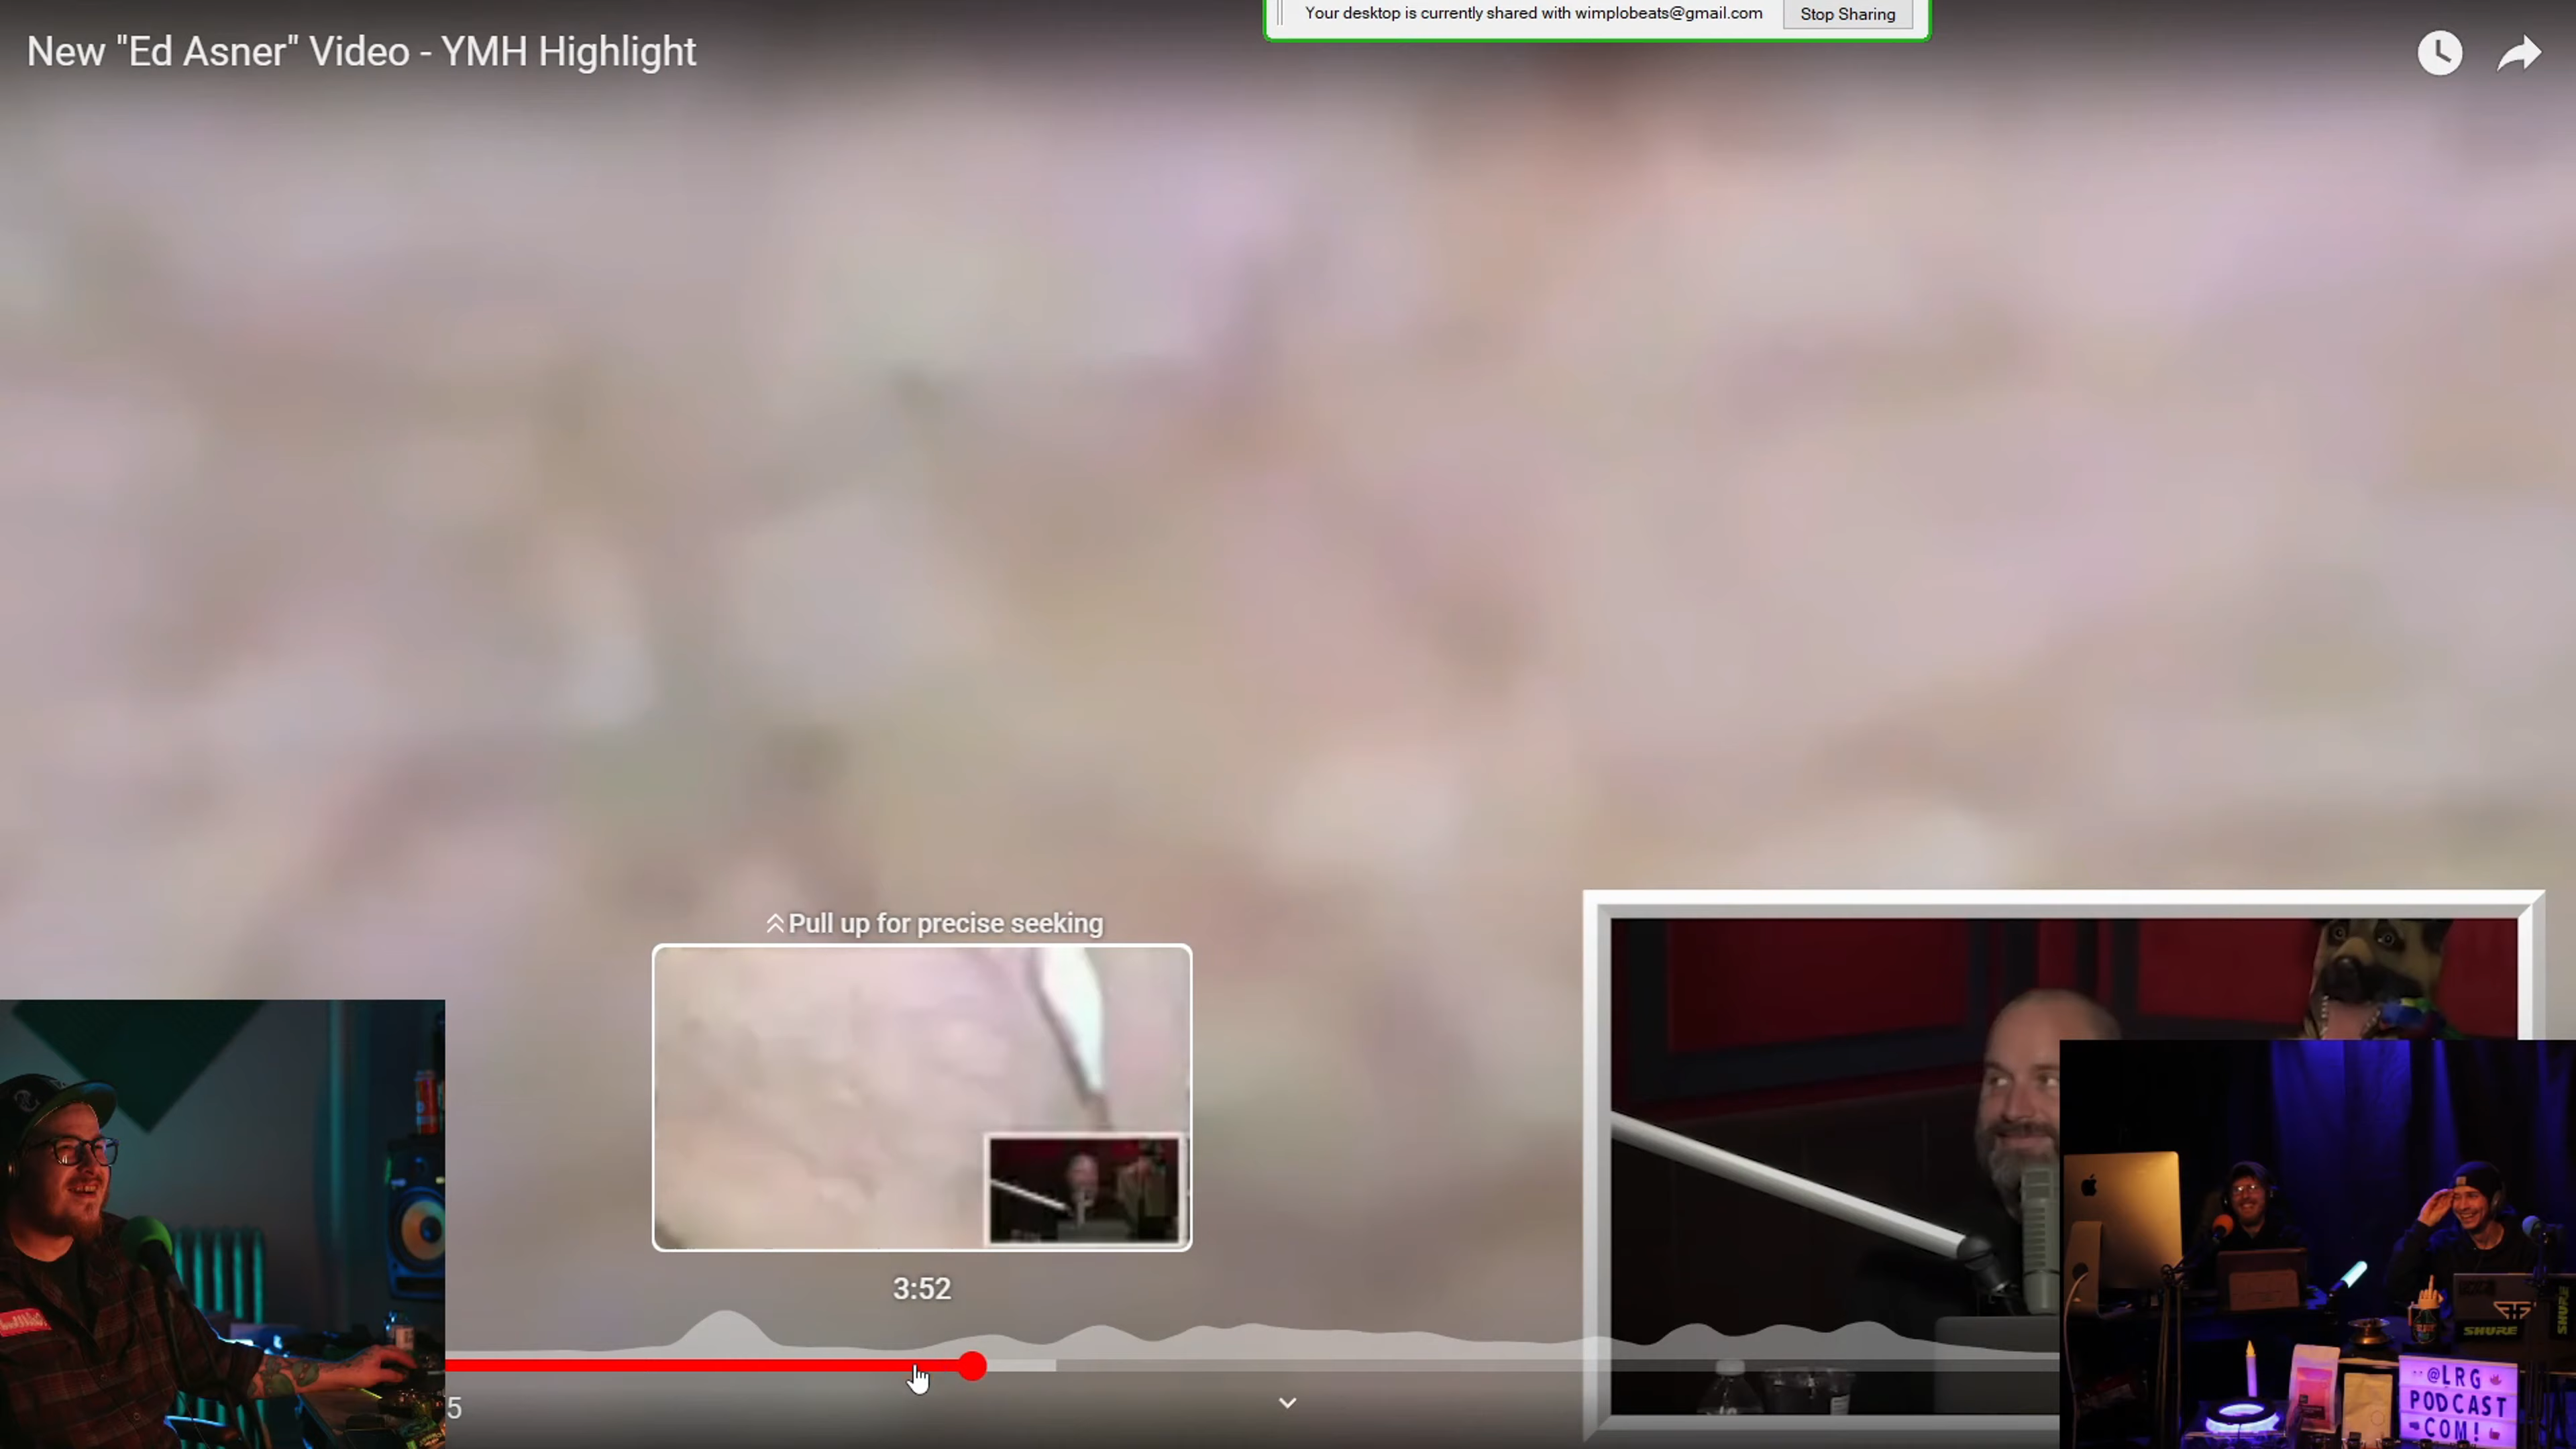 Your desktop is currently shared with wimplobeats@gmail.com
Stop Sharing
New "Ed Asner" Video - YMH Highlight
Pull up for precise seeking
3:52
5
SHURE
SHURE
@LRG
PODCAST
COM!